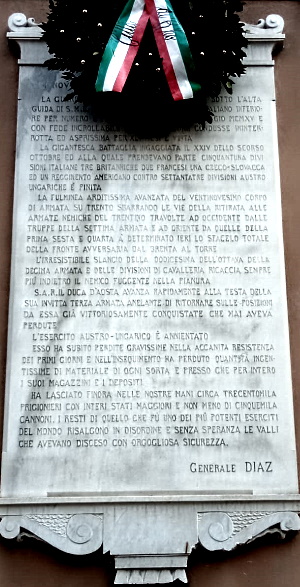 LA GUER
DOTTO L'ALTA
GUIDA DI S. M.
ITALIANO INFERIO-
RE PER NUMERO
GIO MCMXV E
CON FEDE INCROLLAB
CONDUSSE ININTER-
ROTTA ED ASPRISSIMA PER
È VINTA
LA GIGANTESCA BATTAGLIA INGAGGIATA IL XXIV DELLO SCORSO
OTTOBRE ED ALLA QUALE PRENDEVANO PARTE CINQUANTUNA DIVI-
SIONI ITALIANE TRE BRITANNICHE DUE FRANCESI UNA CZECO-SLOVACCA
ED UN REGGIMENTO AMERICANO CONTRO SETTANTATRE DIVISIONI AUSTRO
UNGARICHE È FINITA
LA FULMINEA ARDITISSIMA AVANZATA DEL VENTINOVESIMO CORPO
DI ARMATA SU TRENTO SBARRANDO LE VIE DELLA RITIRATA ALLE
ARMATE NEMICHE DEL TRENTINO TRAVOLTE AD OCCIDENTE DALLE
TRUPPE DELLA SETTIMA ARMATA E AD ORIENTE DA QUELLE DELLA
PRIMA SESTA E QUARTA È DETERMINATO IERI LO SFACELO TOTALE
DELLA FRONTE AVVERSARIA DAL BRENTA AL TORRE
L'IRRESISTIBILE SLANCIO DELLA DODICESIMA DELL'OTTAVA DELLA
DECIMA ARMATA E DELLE DIVISIONI DI CAVALLERIA, RICACCIA, SEMPRE
PIÙ INDIETRO IL NEMICO FUGGENTE NELLA PIANURA
S. A. R. IL DUCA D'AOSTA AVANZA RAPIDAMENTE ALLA TESTA DELLA
SUA INVITTA TERZA ARMATA ANELANTE DI RITORNARE SULLE POSIZIONI
DA ESSA GIÀ VITTORIOSAMENTE CONQUISTATE CHE MAI AVEVA
PERDUTE
L'ESERCITO AUSTRO-UNGARICO È ANNIENTATO
ESSO HA SUBITO PERDITE GRAVISSIME NELLA ACCANITA RESISTENZA
DEI PRIMI GIORNI E NELL'INSEGUIMENTO HA PERDUTO QUANTITÀ INGEN-
TISSIME DI MATERIALE DI OGNI SORTA E PRESSO CHE PER INTERO
I SUOI MAGAZZINI E I DEPOSITI
HA LASCIATO FINORA NELLE NOSTRE MANI CIRCA TRECENTOMILA
PRIGIONIERI CON INTERI STATI MAGGIORI E NON MENO DI CINQUEMILA
CANNONI. I RESTI DI QUELLO CHE FU UNO DEI PIÙ POTENTI ESERCITI
DEL MONDO RISALGONO IN DISORDINE E SENZA SPERANZA LE VALLI
CHE AVEVANO DISCESO CON ORGOGLIOSA SICUREZZA.
GENERALE DIAZ